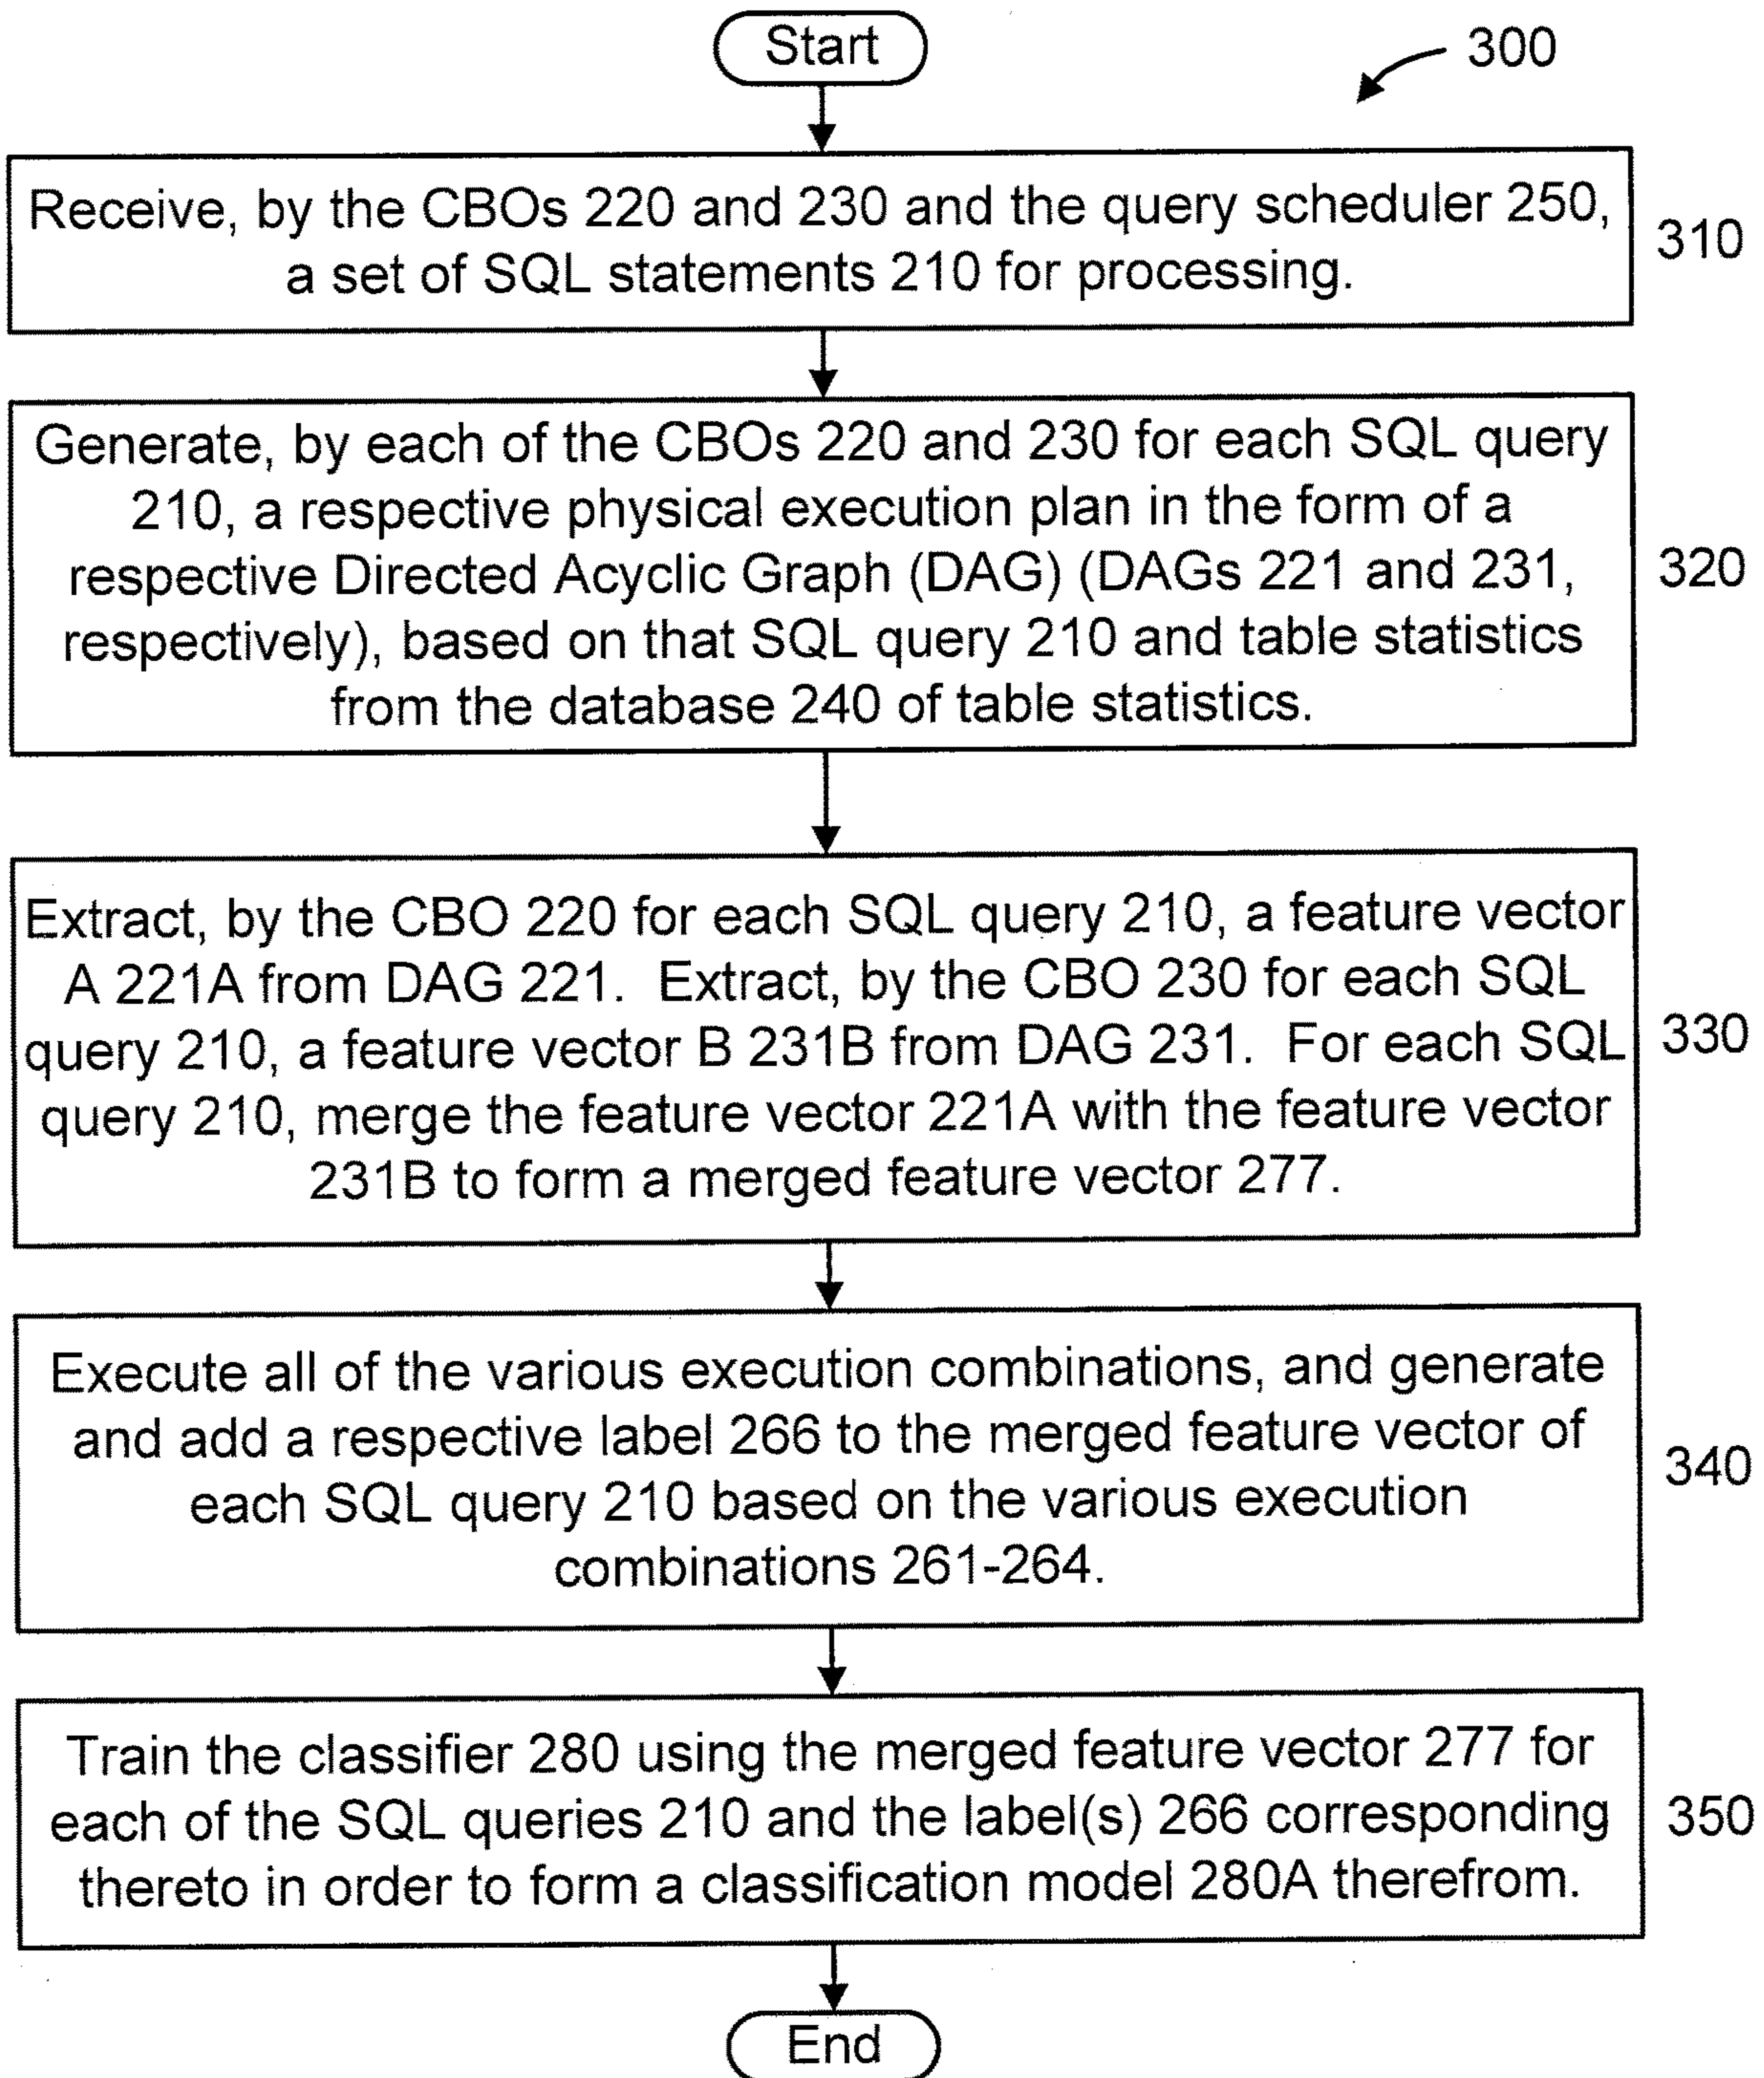 Start
300
Receive, by the CBOs 220 and 230 and the query scheduler 250,
a set of SQL statements 210 for processing.
310
Generate, by each of the CBOs 220 and 230 for each SQL query
210, a respective physical execution plan in the form of a
respective Directed Acyclic Graph (DAG) (DAGs 221 and 231,
respectively), based on that SQL query 210 and table statistics
from the database 240 of table statistics.
320
Extract, by the CBO 220 for each SQL query 210, a feature vector
A 221A from DAG 221. Extract, by the CBO 230 for each SQL
query 210, a feature vector B 231B from DAG 231. For each SQL
query 210, merge the feature vector 221A with the feature vector
231B to form a merged feature vector 277.
330
Execute all of the various execution combinations, and generate
and add a respective label 266 to the merged feature vector of
each SQL query 210 based on the various execution
combinations 261-264.
340
Train the classifier 280 using the merged feature vector 277 for
each of the SQL queries 210 and the label(s) 266 corresponding
thereto in order to form a classification model 280A therefrom.
350
End